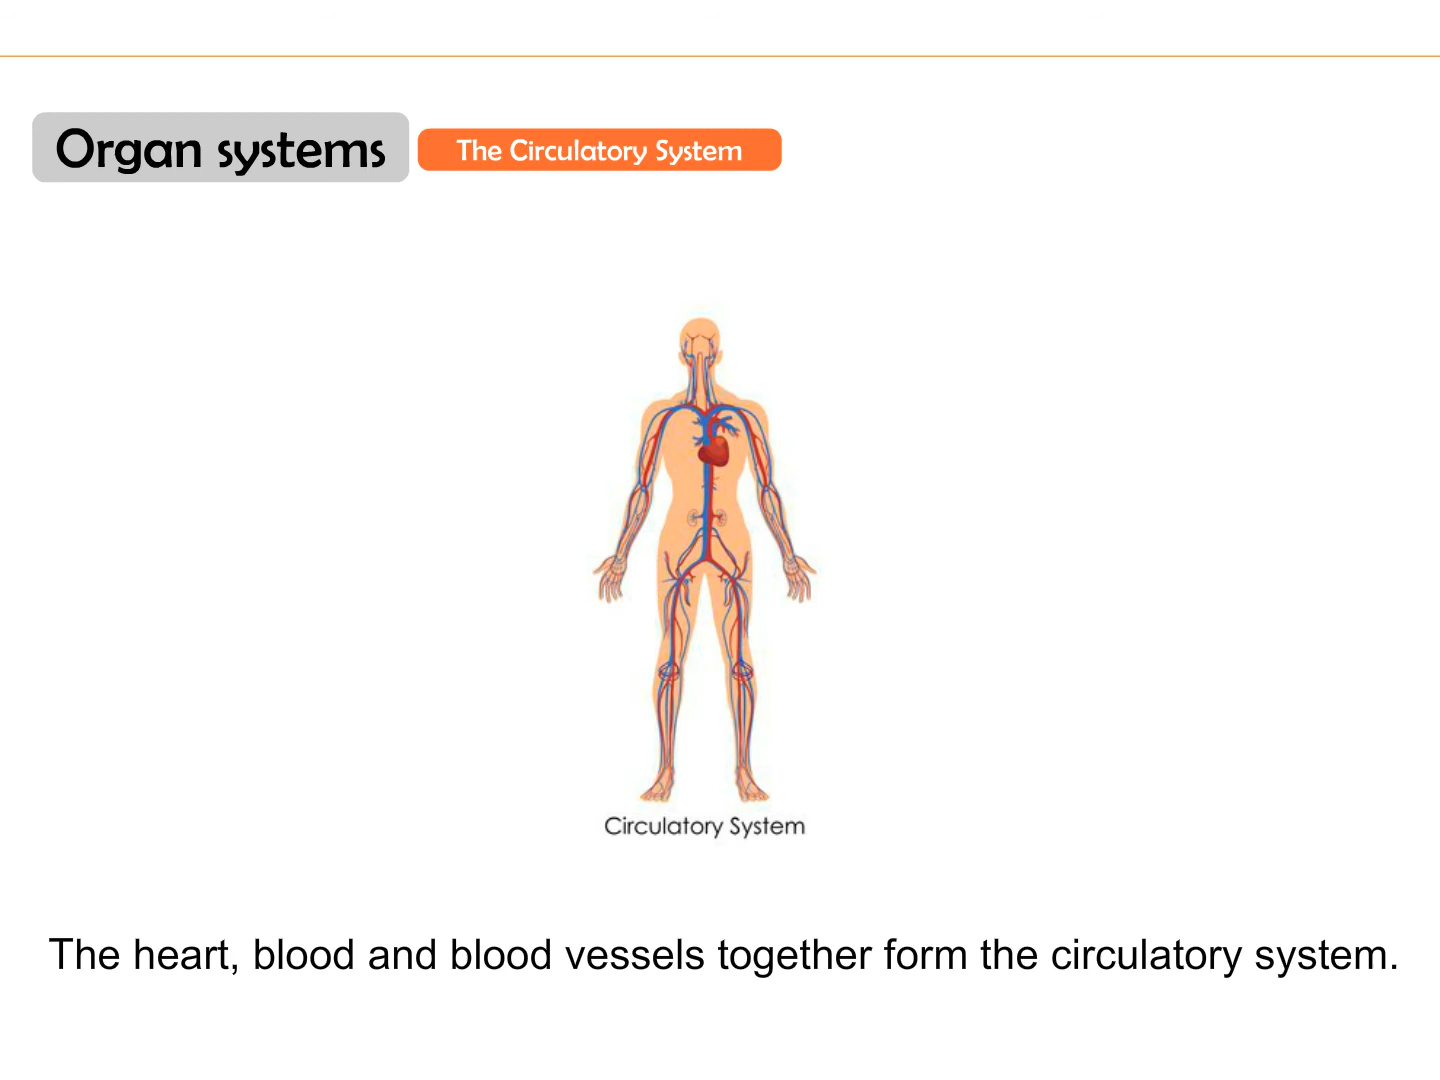 Organ systems
The Circulatory System
Circulatory System
The heart, blood and blood vessels together form the circulatory system.